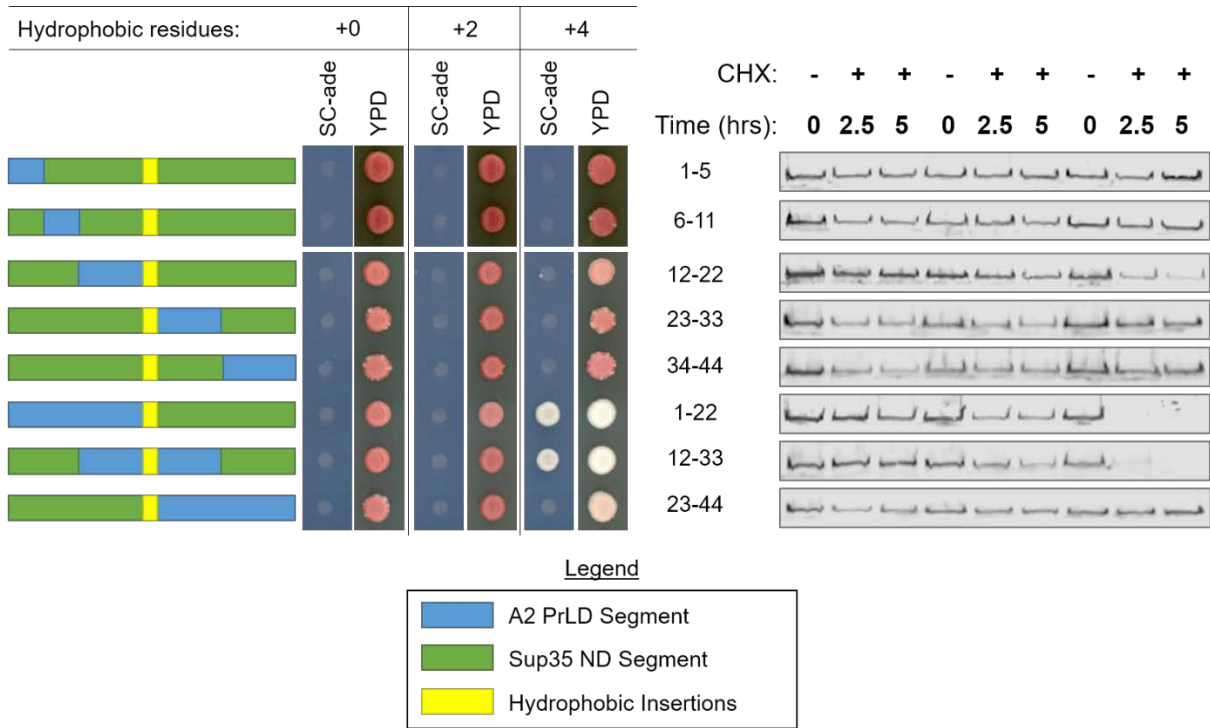 Hydrophobic residues: +0 +2 +4
SC-ade YPD SC-ade YPD SC-ade YPD
CHX: - + + - + + - + +
Time (hrs): 0 2.5 5 0 2.5 5 0 2.5 5
1-5
6-11
12-22
23-33
34-44
1-22
12-33
23-44
Legend
A2 PrLD Segment
Sup35 ND Segment
Hydrophobic Insertions